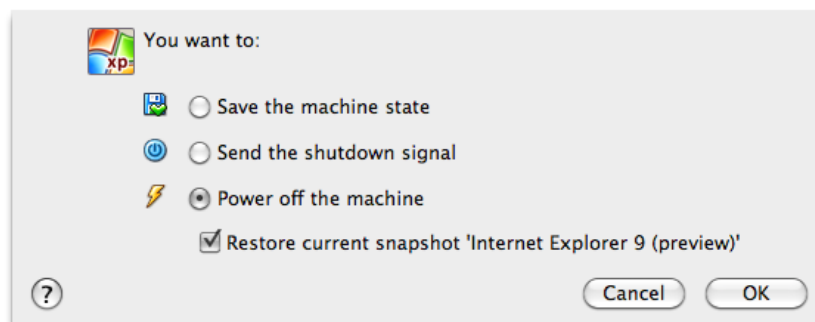 You want to:
xp
Save the machine state
Send the shutdown signal
Power off the machine
Restore current snapshot 'Internet Explorer 9 (preview)'
?
Cancel
OK